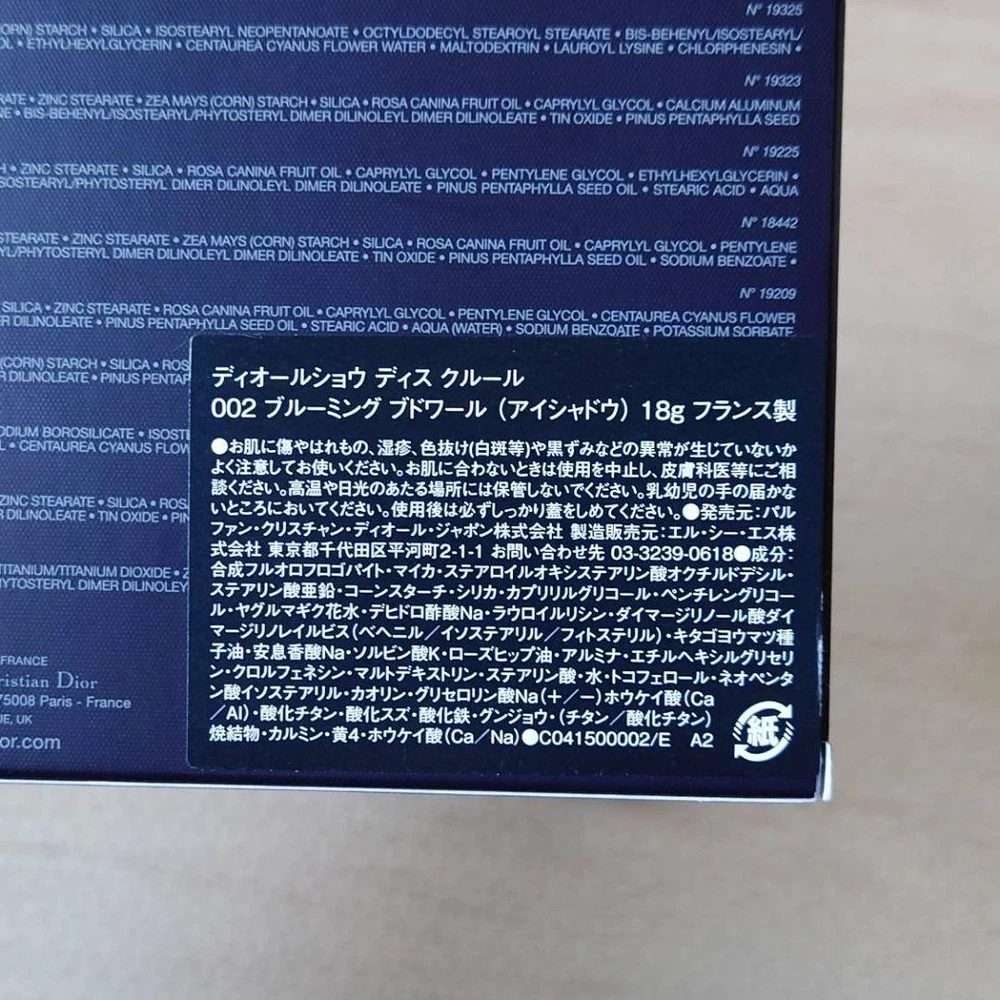 N° 19325
(CORN) STARCH • SILICA • ISOSTEARYL NEOPENTANOATE • OCTYLDODECYL STEAROYL STEARATE • BIS-BEHENYL/ISOSTEARYL/
• ETHYLHEXYLGLYCERIN • CENTAUREA CYANUS FLOWER WATER • MALTODEXTRIN • LAUROYL LYSINE • CHLORPHENESIN •
N° 19323
• ZINC STEARATE • ZEA MAYS (CORN) STARCH • SILICA • ROSA CANINA FRUIT OIL • CAPRYLYL GLYCOL • CALCIUM ALUMINUM
• BIS-BEHENYL/ISOSTEARYL/PHYTOSTERYL DIMER DILINOLEYL DIMER DILINOLEATE • TIN OXIDE • PINUS PENTAPHYLLA SEED
N° 19225
• ZINC STEARATE • SILICA • ROSA CANINA FRUIT OIL • CAPRYLYL GLYCOL • PENTYLENE GLYCOL • ETHYLHEXYLGLYCERIN •
/PHYTOSTERYL DIMER DILINOLEYL DIMER DILINOLEATE • PINUS PENTAPHYLLA SEED OIL • STEARIC ACID • AQUA
N° 18442
• ZINC STEARATE • ZEA MAYS (CORN) STARCH • SILICA • ROSA CANINA FRUIT OIL • CAPRYLYL GLYCOL • PENTYLENE
/PHYTOSTERYL DIMER DILINOLEYL DIMER DILINOLEATE • TIN OXIDE • PINUS PENTAPHYLLA SEED OIL • SODIUM BENZOATE •
N° 19209
SILICA • ZINC STEARATE • ROSA CANINA FRUIT OIL • CAPRYLYL GLYCOL • PENTYLENE GLYCOL • CENTAUREA CYANUS FLOWER
DILINOLEATE • PINUS PENTAPHYLLA SEED OIL • STEARIC ACID • AQUA (WATER) • SODIUM BENZOATE • POTASSIUM SORBATE
(CORN) STARCH • SILICA • ROS
DILINOLEATE • PINUS PENTAP
BOROSILICATE • ISOST
• CENTAUREA CYANUS FLOW
ZINC STEARATE • SILICA • ROS
DILINOLEATE • TIN OXIDE • PIN
TITANIUM/TITANIUM DIOXIDE •
DIMER DILINOLEY
FRANCE
ristian Dior
75008 Paris - France
UK
or.com
ディオールショウ ディス クルール
002 ブルーミング ブドワール (アイシャドウ) 18g フランス製
●お肌に傷やはれもの、湿疹、色抜け(白斑等)や黒ずみなどの異常が生じていないか
よく注意してお使いください。お肌に合わないときは使用を中止し、皮膚科医等にご相
談ください。高温や日光のあたる場所には保管しないでください。乳幼児の手の届かな
いところにおいてください。使用後は必ずしっかり蓋をしめてください。●発売元:パル
ファン・クリスチャン・ディオール・ジャポン株式会社 製造販売元:エル・シー・エス株
式会社 東京都千代田区平河町2-1-1 お問い合わせ先 03-3239-0618●成分:
合成フルオロフロゴパイト・マイカ・ステアロイルオキシステアリン酸オクチルドデシル・
ステアリン酸亜鉛・コーンスターチ・シリカ・カプリリルグリコール・ペンチレングリコー
ル・ヤグルマギク花水・デヒドロ酢酸Na・ラウロイルリシン・ダイマージリノール酸ダイ
マージリノレイルビス(ベヘニル/イソステアリル/フィトステリル)・キタゴヨウマツ種
子油・安息香酸Na・ソルビン酸K・ローズヒップ油・アルミナ・エチルヘキシルグリセリ
ン・クロルフェネシン・マルトデキストリン・ステアリン酸・水・トコフェロール・ネオペンタ
ン酸イソステアリル・カオリン・グリセロリン酸Na(+/-)ホウケイ酸(Ca
/Al)・酸化チタン・酸化スズ・酸化鉄・グンジョウ・(チタン/酸化チタン)
焼結物・カルミン・黄4・ホウケイ酸(Ca/Na)●C041500002/E A2
紙